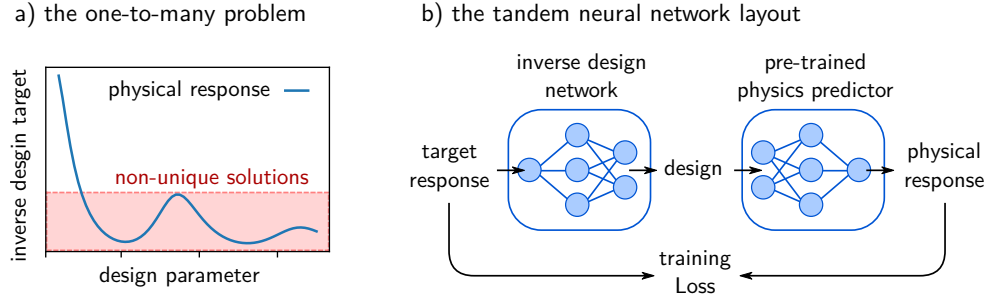 a) the one-to-many problem
inverse desgin target
physical response
non-unique solutions
design parameter
b) the tandem neural network layout
inverse design
network
pre-trained
physics predictor
target
response
design
physical
response
training
Loss